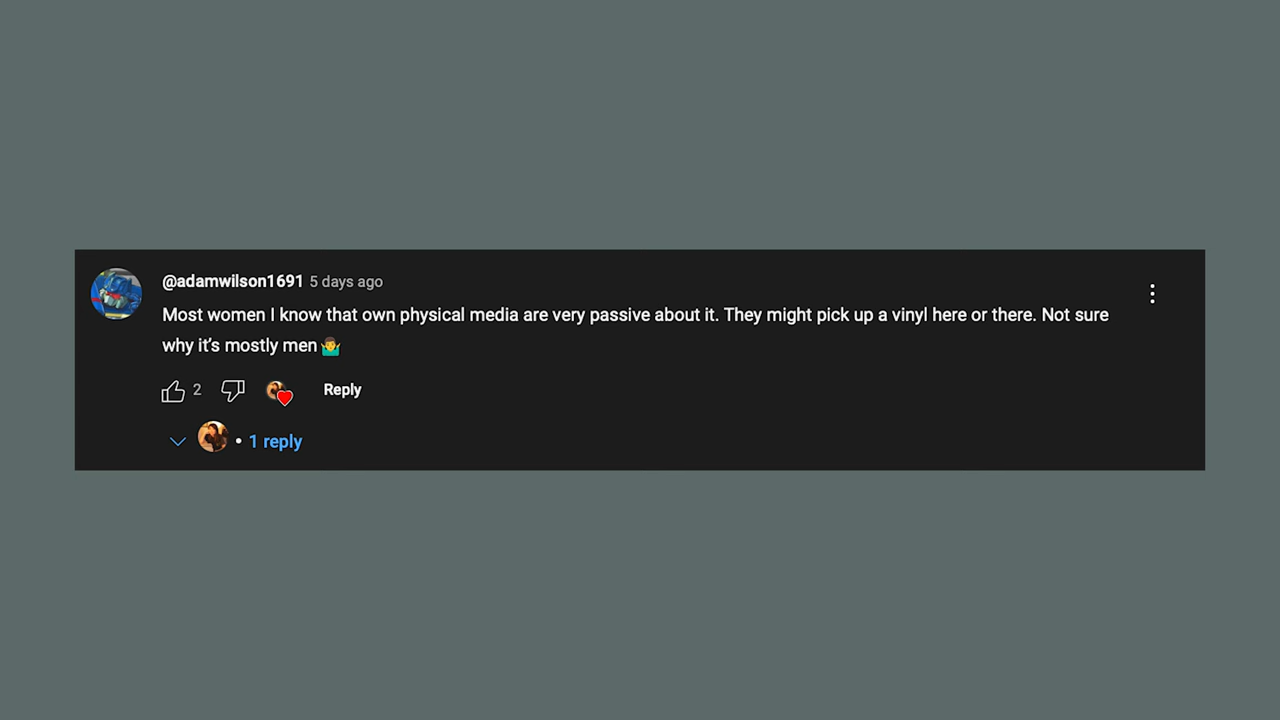 @adamwilson1691 5 days ago
Most women I know that own physical media are very passive about it. They might pick up a vinyl here or there. Not sure
why it's mostly men 🤷‍♂️
2 Reply
• 1 reply